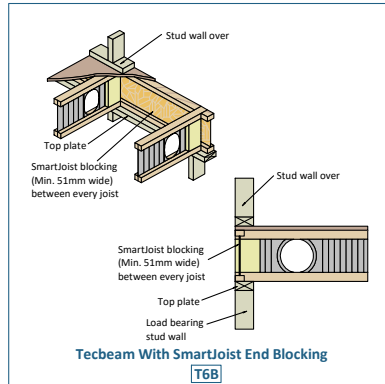 Stud wall over
Top plate
SmartJoist blocking
(Min. 51mm wide)
between every joist
Stud wall over
SmartJoist blocking
(Min. 51mm wide)
between every joist
Top plate
Load bearing
stud wall
Tecbeam With SmartJoist End Blocking
T6B